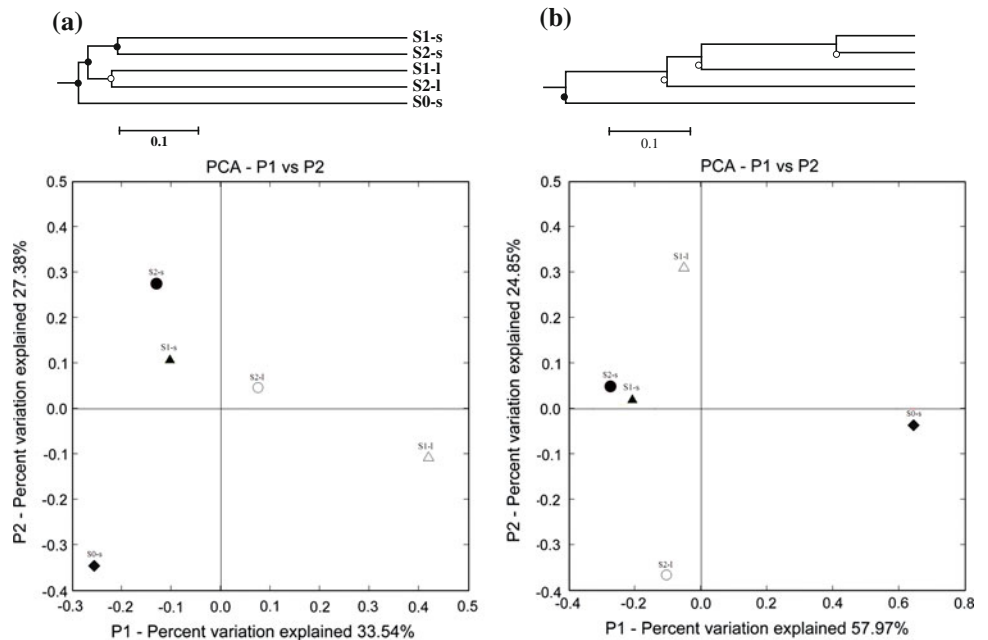 (a)
S1-s
S2-s
S1-l
S2-l
S0-s
0.1
PCA - P1 vs P2
P2 - Percent variation explained 27.38%
0.5
0.4
0.3
0.2
0.1
0.0
-0.1
-0.2
-0.3
-0.4
S2-s
S1-s
S2-l
S1-l
S0-s
-0.3 -0.2 -0.1 0.0 0.1 0.2 0.3 0.4 0.5
P1 - Percent variation explained 33.54%
(b)
0.1
PCA - P1 vs P2
P2 - Percent variation explained 24.85%
0.5
0.4
0.3
0.2
0.1
0.0
-0.1
-0.2
-0.3
-0.4
S1-l
S2-s
S1-s
S0-s
S2-l
-0.4 -0.2 0.0 0.2 0.4 0.6 0.8
P1 - Percent variation explained 57.97%